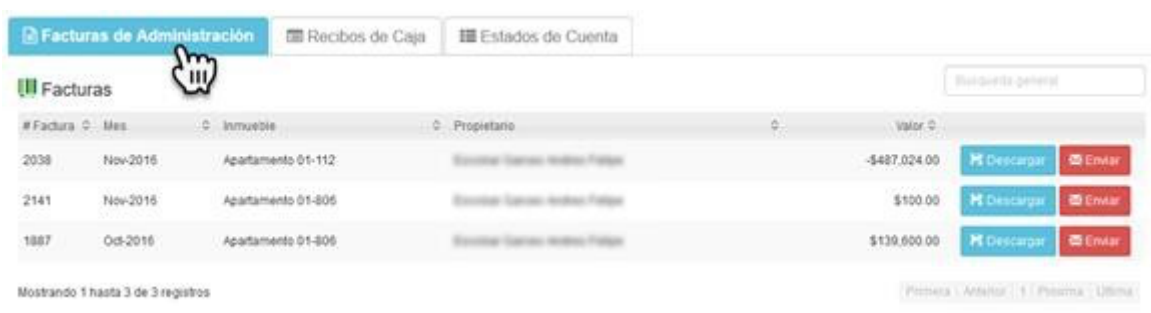 Facturas de Administración Recibos de Caja Estados de Cuenta
Facturas Busqueda general
# Factura Mes Inmueble Propietario Valor
2038 Nov-2016 Apartamento 01-112 -$487,024.00 Descargar Enviar
2141 Nov-2016 Apartamento 01-806 $100.00 Descargar Enviar
1887 Oct-2016 Apartamento 01-806 $139,600.00 Descargar Enviar
Mostrando 1 hasta 3 de 3 registros Primera Anterior 1 Próxima Última